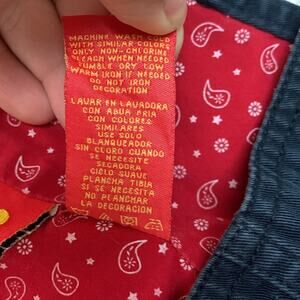 MACHINE WASH COLD
WITH SIMILAR COLORS
ONLY NON-CHLORINE
BLEACH WHEN NEEDED
TUMBLE DRY LOW
WARM IRON IF NEEDED
DO NOT IRON
DECORATION
LAVAR EN LAVADORA
CON AGUA FRIA
CON COLORES
SIMILARES
USE SOLO
BLANQUEADOR
SIN CLORO CUANDO
SE NECESITE
SECADORA
CICLO SUAVE
PLANCHA TIBIA
SI SE NECESITA
NO PLANCHAR
LA DECORACION